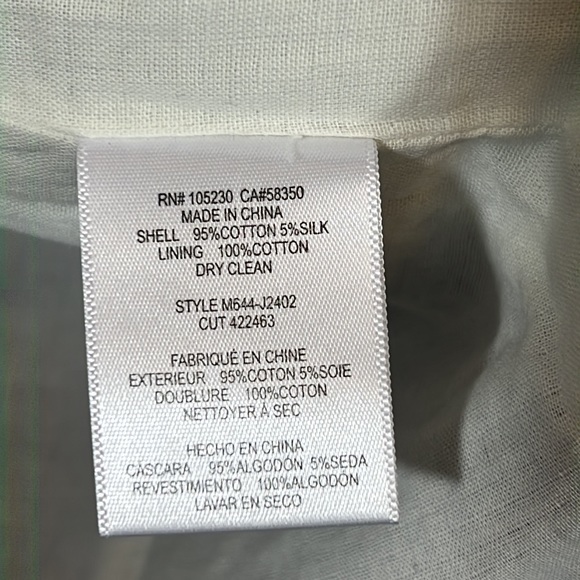 RN# 105230 CA#58350
MADE IN CHINA
SHELL 95%COTTON 5%SILK
LINING 100%COTTON
DRY CLEAN
STYLE M644-J2402
CUT 422463
FABRIQUÉ EN CHINE
EXTERIEUR 95%COTON 5%SOIE
DOUBLURE 100%COTON
NETTOYER À SEC
HECHO EN CHINA
CÁSCARA 95%ALGODÓN 5%SEDA
REVESTIMIENTO 100%ALGODÓN
LAVAR EN SECO